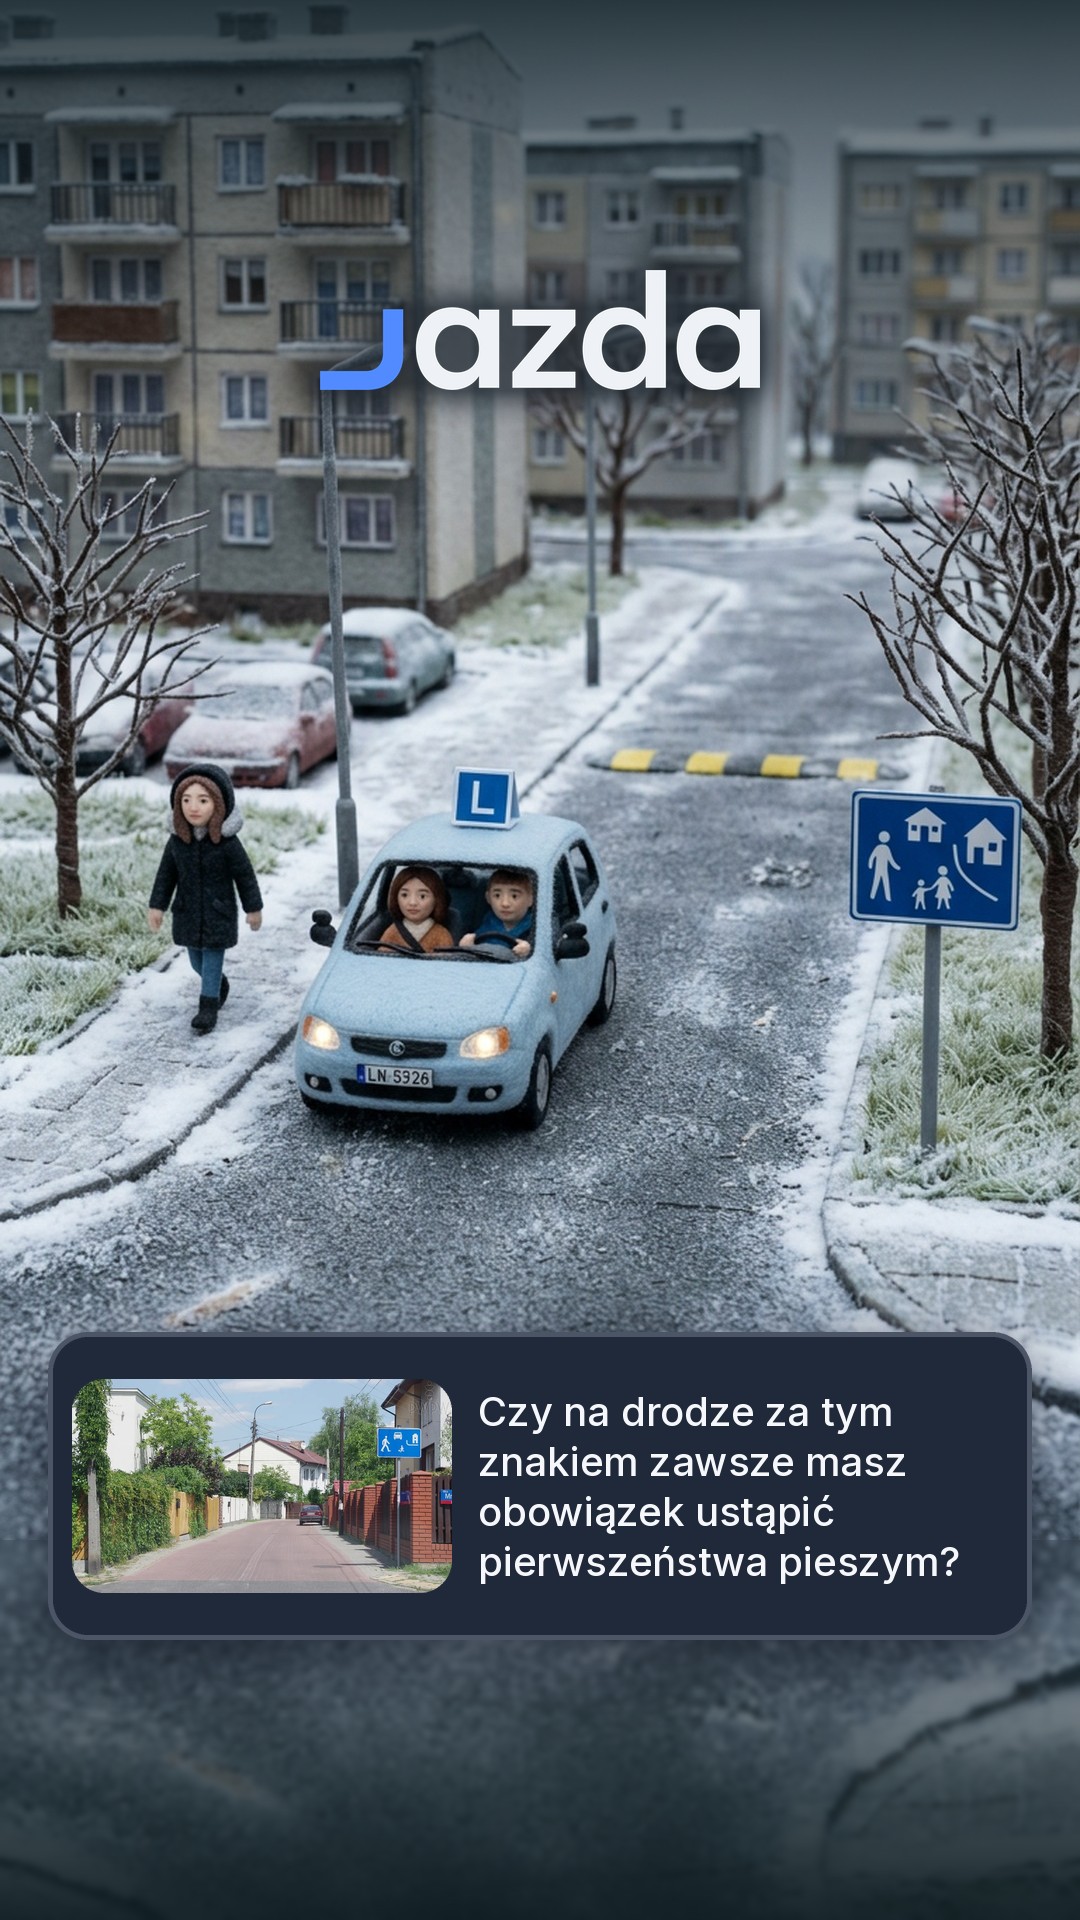 jazda
L
LN 5926
Czy na drodze za tym
znakiem zawsze masz
obowiązek ustąpić
pierwszeństwa pieszym?